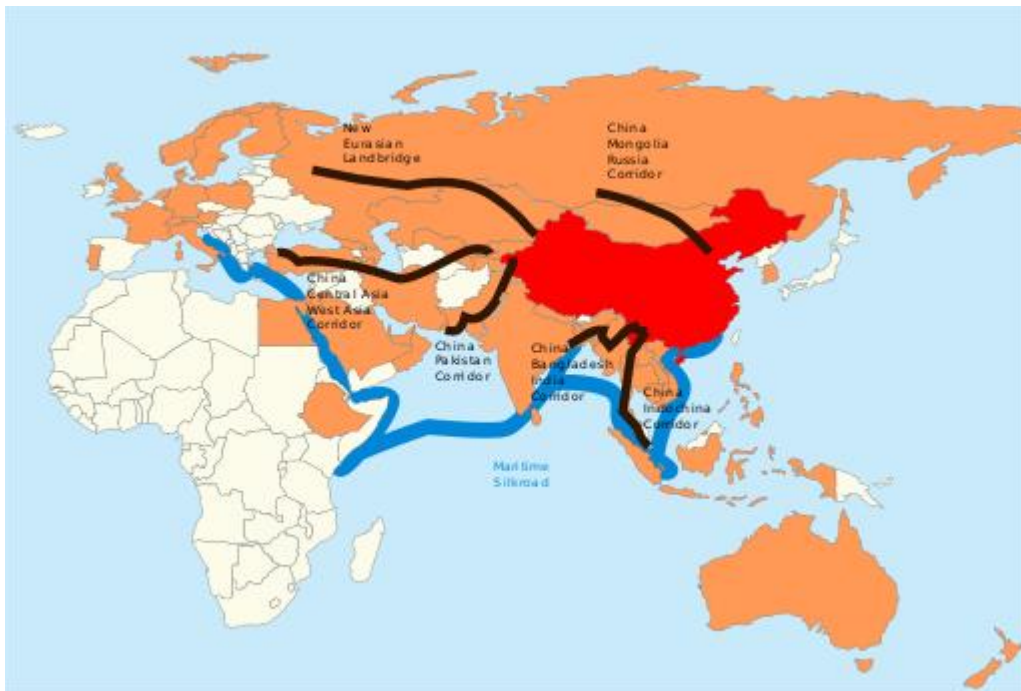 New
Eurasian
Landbridge
China
Mongolia
Russia
Corridor
China
Central Asia
West Asia
Corridor
China -
Pakistan
Corridor
China
Bangladesh
India
Corridor
China
Indochina
Corridor
Maritime
Silkroad